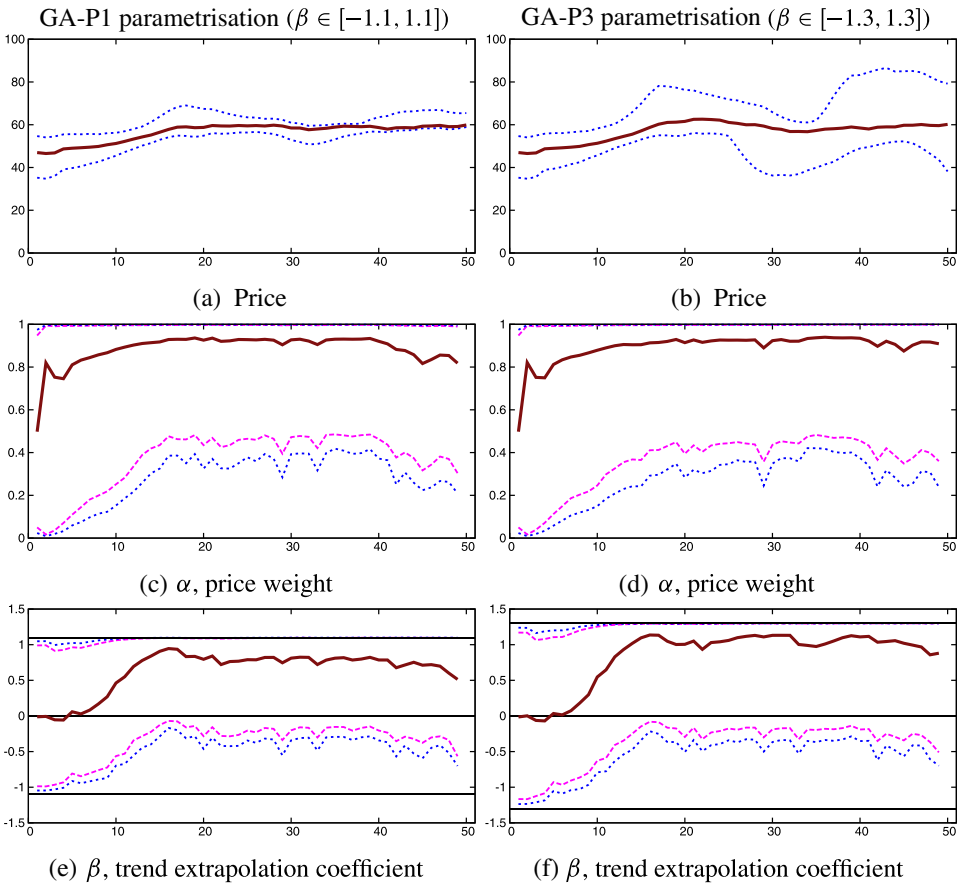 GA-P1 parametrisation (β ∈ [−1.1, 1.1])
GA-P3 parametrisation (β ∈ [−1.3, 1.3])
100
80
60
40
20
0
0 10 20 30 40 50
100
80
60
40
20
0
0 10 20 30 40 50
(a) Price
(b) Price
1
0.8
0.6
0.4
0.2
0
0 10 20 30 40 50
1
0.8
0.6
0.4
0.2
0
0 10 20 30 40 50
(c) α, price weight
(d) α, price weight
1.5
1
0.5
0
-0.5
-1
-1.5
0 10 20 30 40 50
1.5
1
0.5
0
-0.5
-1
-1.5
0 10 20 30 40 50
(e) β, trend extrapolation coefficient
(f) β, trend extrapolation coefficient